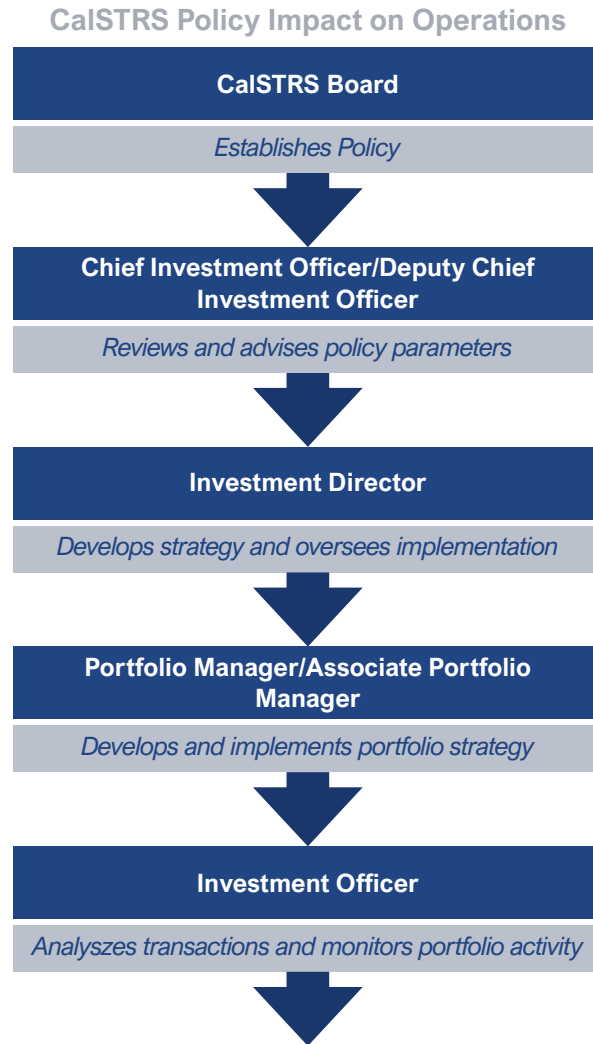 CalSTRS Policy Impact on Operations
CalSTRS Board
Establishes Policy
Chief Investment Officer/Deputy Chief
Investment Officer
Reviews and advises policy parameters
Investment Director
Develops strategy and oversees implementation
Portfolio Manager/Associate Portfolio
Manager
Develops and implements portfolio strategy
Investment Officer
Analyszes transactions and monitors portfolio activity